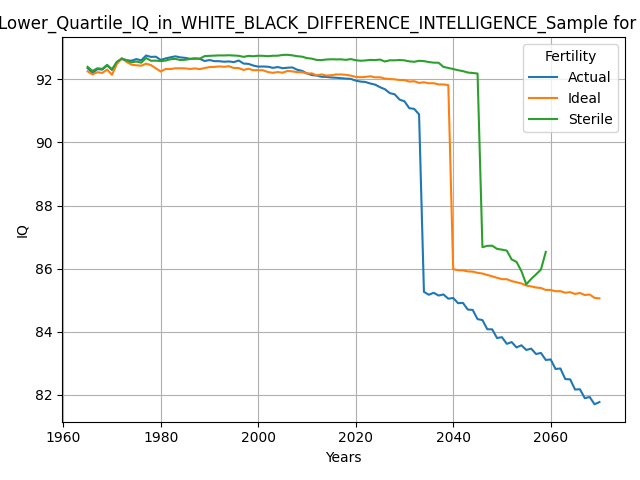 Lower_Quartile_IQ_in_WHITE_BLACK_DIFFERENCE_INTELLIGENCE_Sample for
Fertility
Actual
Ideal
Sterile
IQ
92
90
88
86
84
82
1960
1980
2000
2020
2040
2060
Years